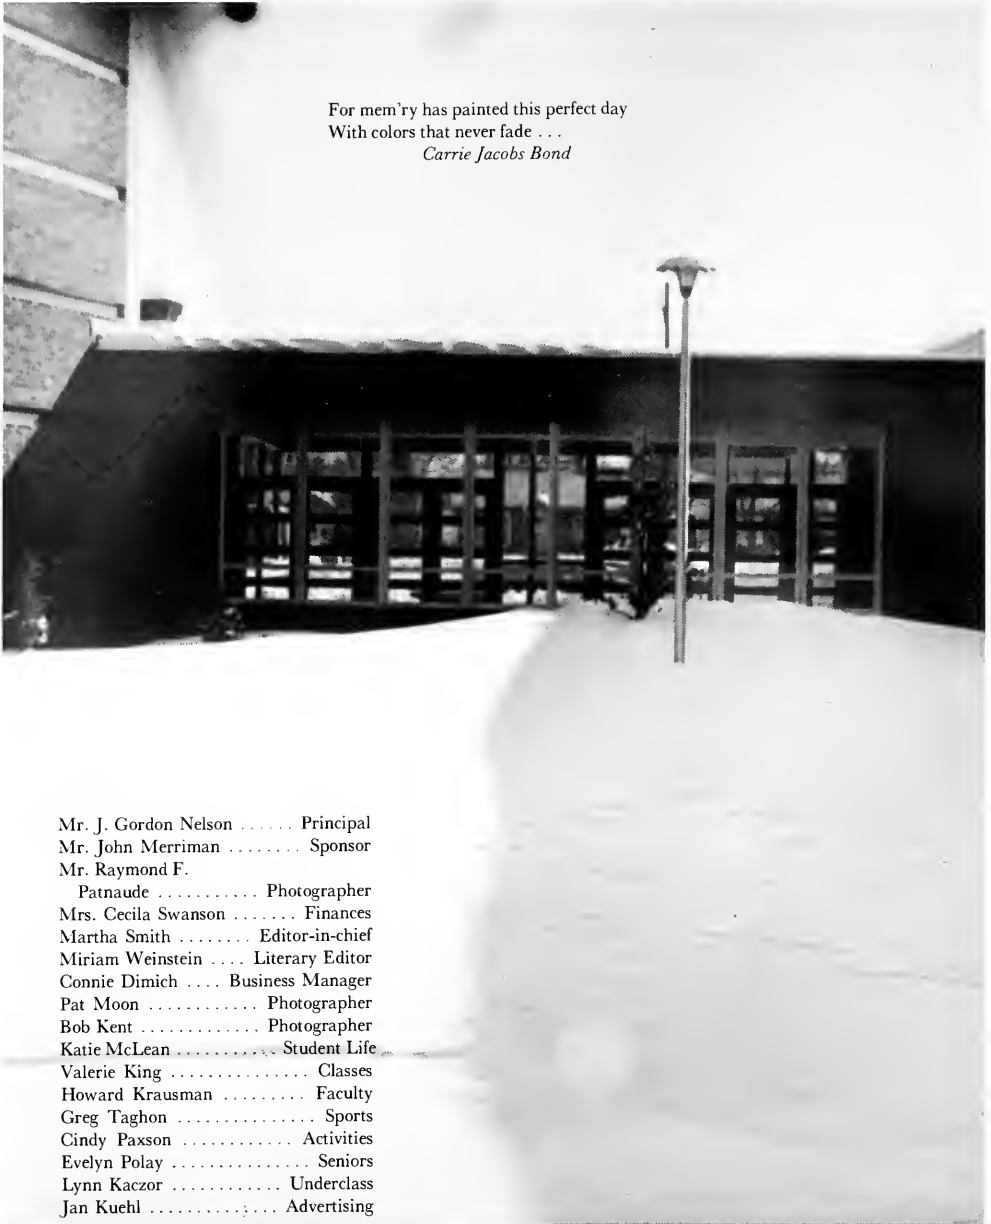 For mem'ry has painted this perfect day
With colors that never fade . . .
Carrie Jacobs Bond
Mr. J. Gordon Nelson . . . . . . Principal
Mr. John Merriman . . . . . . . . Sponsor
Mr. Raymond F.
Patnaude . . . . . . . . . . . Photographer
Mrs. Cecila Swanson . . . . . . . Finances
Martha Smith . . . . . . . . Editor-in-chief
Miriam Weinstein . . . . Literary Editor
Connie Dimich . . . . Business Manager
Pat Moon . . . . . . . . . . . . Photographer
Bob Kent . . . . . . . . . . . . . Photographer
Katie McLean . . . . . . . . . . . . Student Life
Valerie King . . . . . . . . . . . . . . . Classes
Howard Krausman . . . . . . . . . Faculty
Greg Taghon . . . . . . . . . . . . . . . Sports
Cindy Paxson . . . . . . . . . . . . Activities
Evelyn Polay . . . . . . . . . . . . . . . Seniors
Lynn Kaczor . . . . . . . . . . . . Underclass
Jan Kuehl . . . . . . . . . . . . . . Advertising